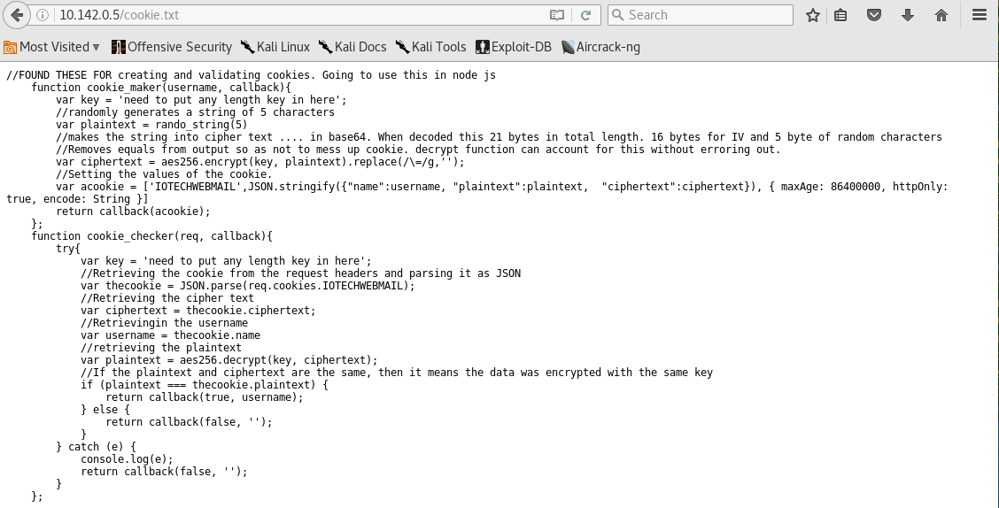 10.142.0.5/cookie.txt
Search
Most Visited
Offensive Security
Kali Linux
Kali Docs
Kali Tools
Exploit-DB
Aircrack-ng
//FOUND THESE FOR creating and validating cookies. Going to use this in node js
    function cookie_maker(username, callback){
        var key = 'need to put any length key in here';
        //randomly generates a string of 5 characters
        var plaintext = rando_string(5)
        //makes the string into cipher text .... in base64. When decoded this 21 bytes in total length. 16 bytes for IV and 5 byte of random characters
        //Removes equals from output so as not to mess up cookie. decrypt function can account for this without erroring out.
        var ciphertext = aes256.encrypt(key, plaintext).replace(/\=/g,'');
        //Setting the values of the cookie.
        var acookie = ['IOTECHWEBMAIL',JSON.stringify({"name":username, "plaintext":plaintext,  "ciphertext":ciphertext}), { maxAge: 86400000, httpOnly:
true, encode: String }]
        return callback(acookie);
    };
    function cookie_checker(req, callback){
        try{
            var key = 'need to put any length key in here';
            //Retrieving the cookie from the request headers and parsing it as JSON
            var thecookie = JSON.parse(req.cookies.IOTECHWEBMAIL);
            //Retrieving the cipher text
            var ciphertext = thecookie.ciphertext;
            //Retrievingin the username
            var username = thecookie.name
            //retrieving the plaintext
            var plaintext = aes256.decrypt(key, ciphertext);
            //If the plaintext and ciphertext are the same, then it means the data was encrypted with the same key
            if (plaintext === thecookie.plaintext) {
                return callback(true, username);
            } else {
                return callback(false, '');
            }
        } catch (e) {
            console.log(e);
            return callback(false, '');
        }
    };